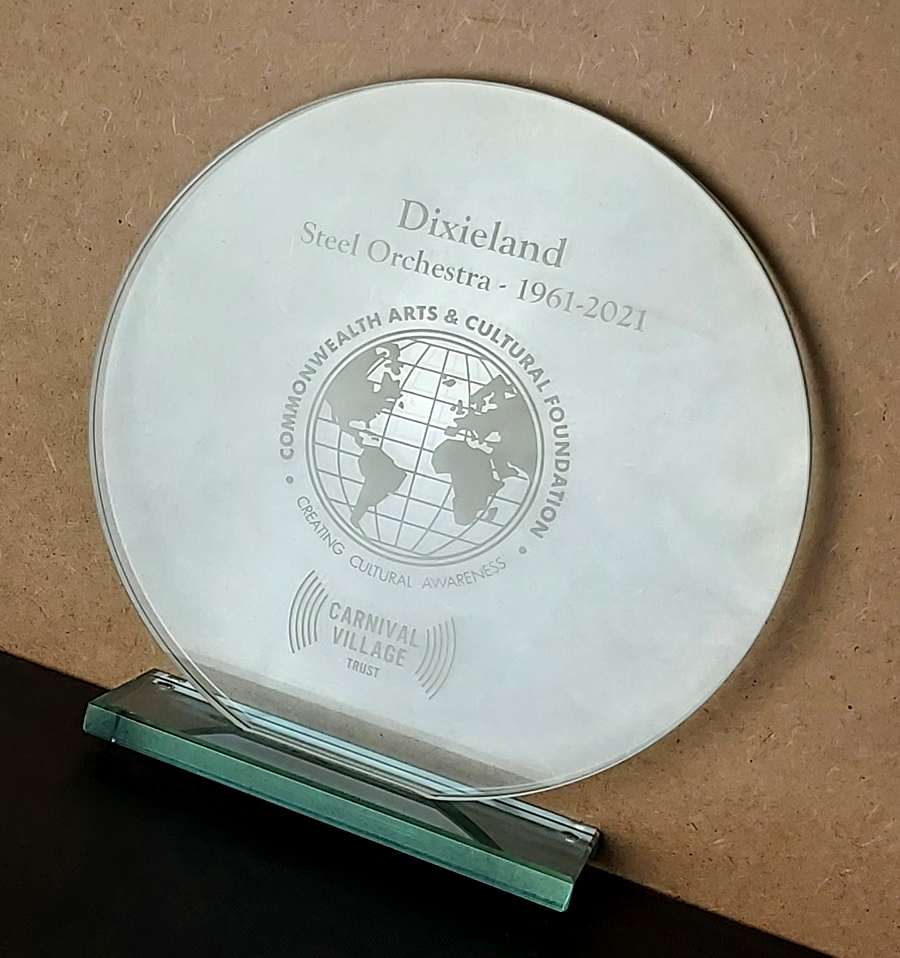 Dixieland
Steel Orchestra - 1961-2021
COMMONWEALTH ARTS & CULTURAL FOUNDATION
• CREATING CULTURAL AWARENESS •
CARNIVAL
VILLAGE
TRUST